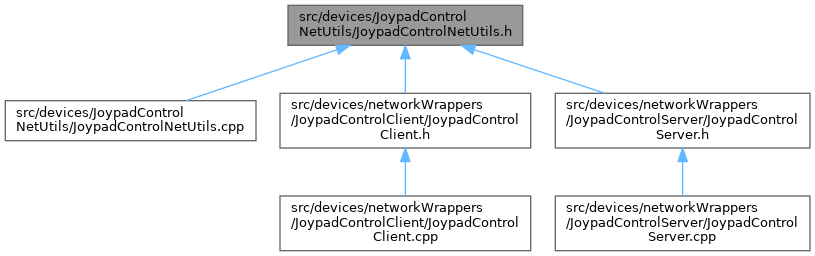 src/devices/JoypadControl
NetUtils/JoypadControlNetUtils.h
src/devices/JoypadControl
NetUtils/JoypadControlNetUtils.cpp
src/devices/networkWrappers
/JoypadControlClient/JoypadControl
Client.h
src/devices/networkWrappers
/JoypadControlServer/JoypadControl
Server.h
src/devices/networkWrappers
/JoypadControlClient/JoypadControl
Client.cpp
src/devices/networkWrappers
/JoypadControlServer/JoypadControl
Server.cpp